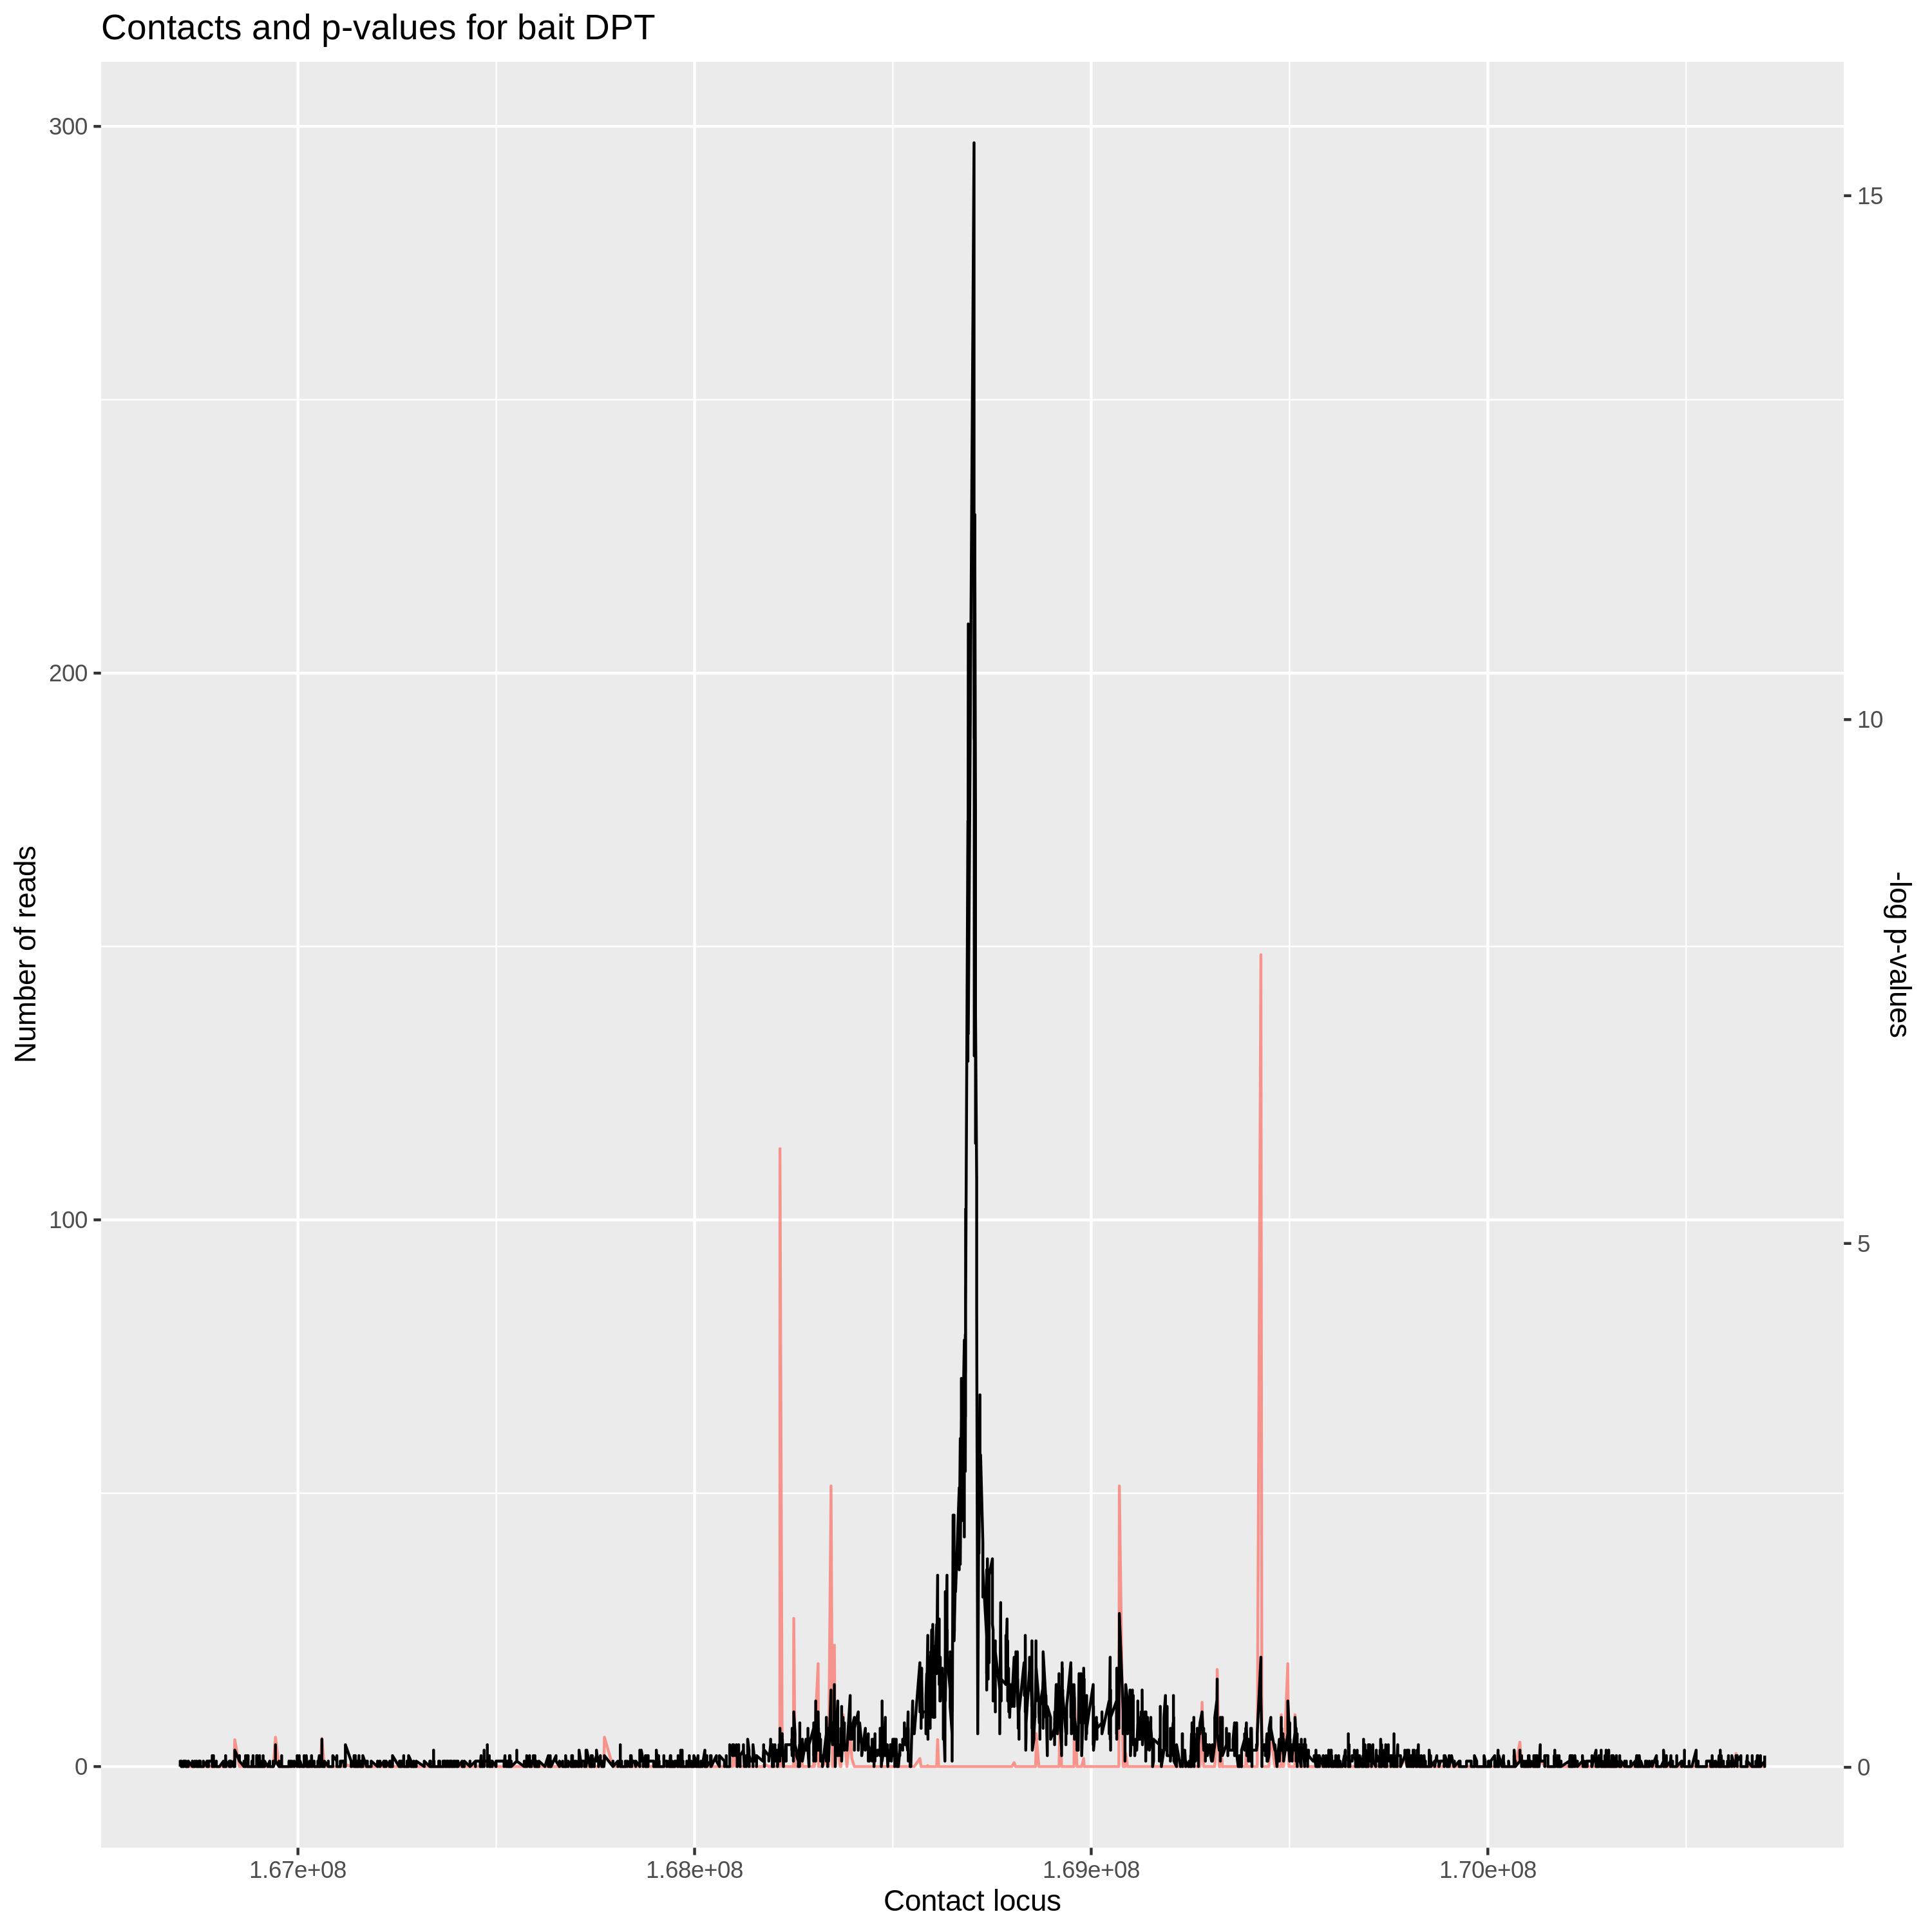 Contacts and p-values for bait DPT
300
200
100
0
Number of reads
15
10
5
0
-log p-values
1.67e+08
1.68e+08
1.69e+08
1.70e+08
Contact locus